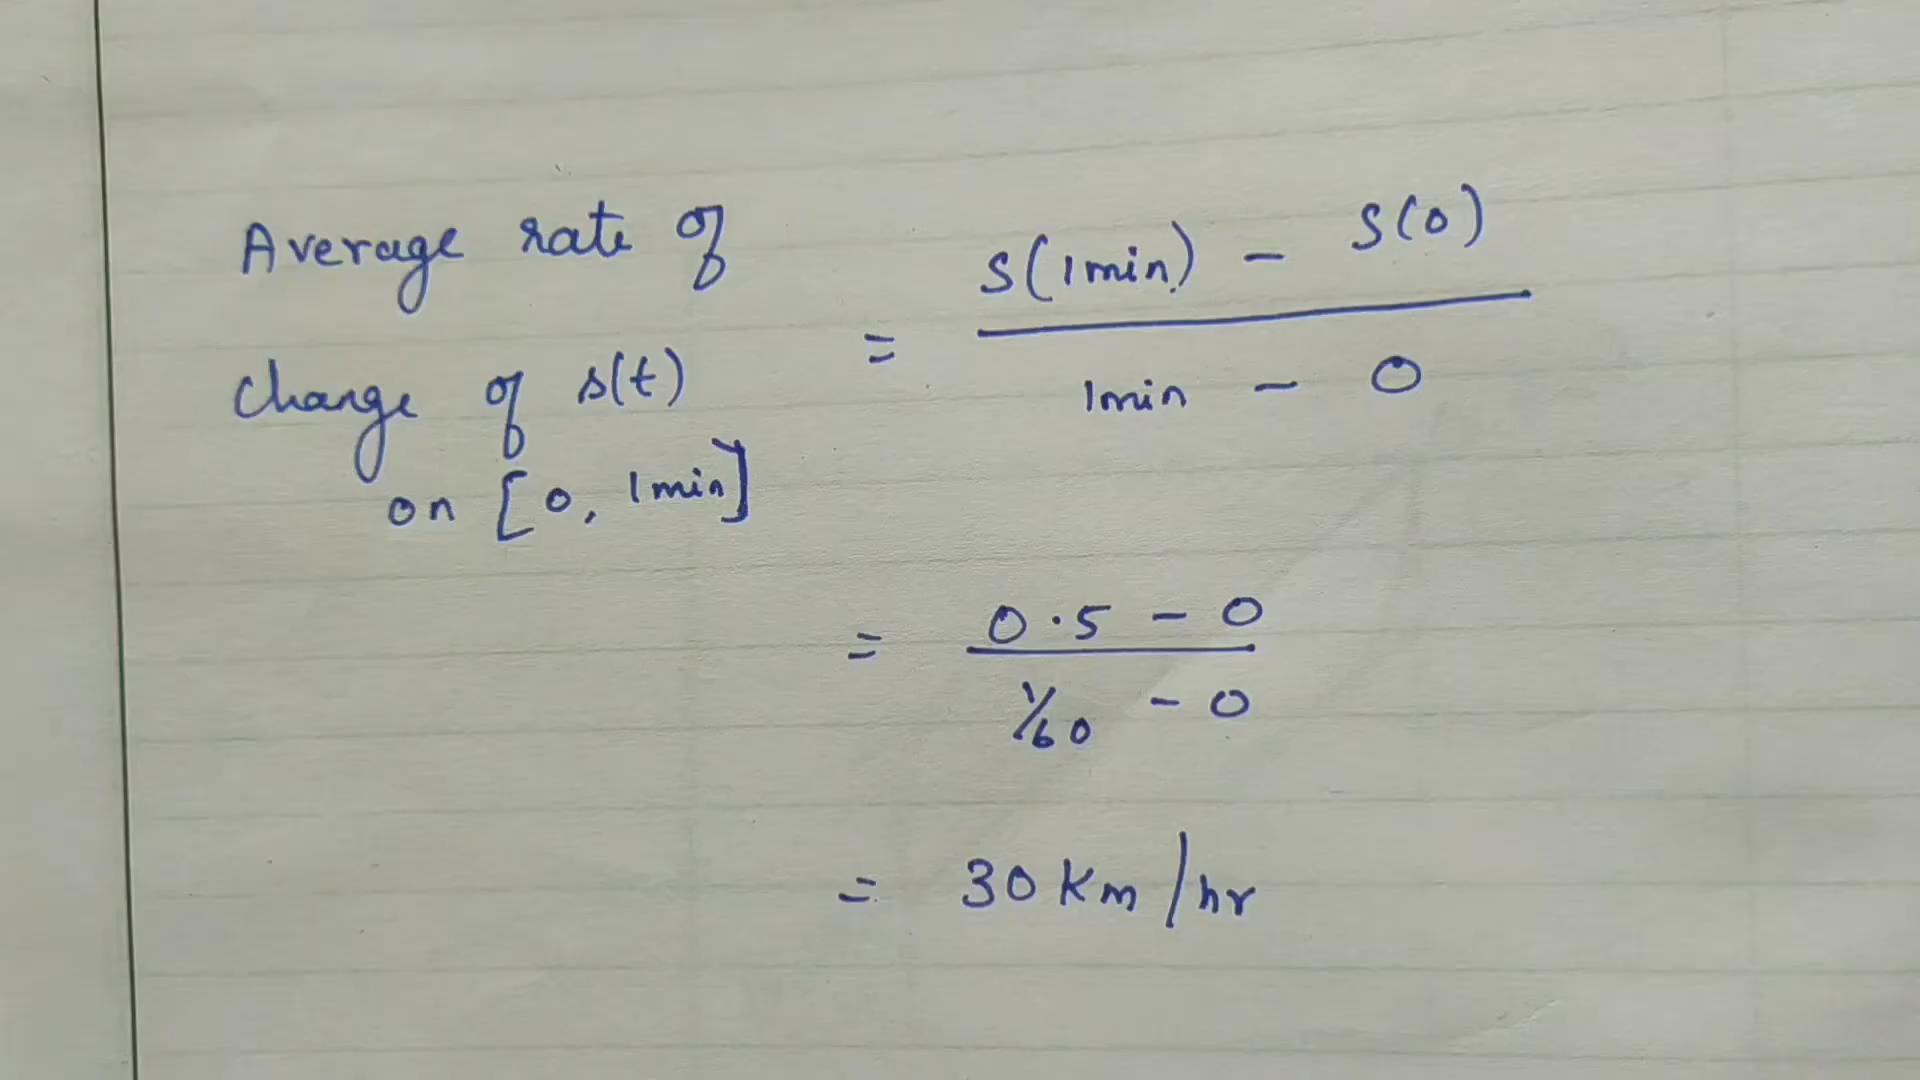 Average rate of
change of s(t)
on [0, 1min]
= S(1min) - S(0)
1min - 0
= 0.5 - 0
1/60 - 0
= 30 Km/hr